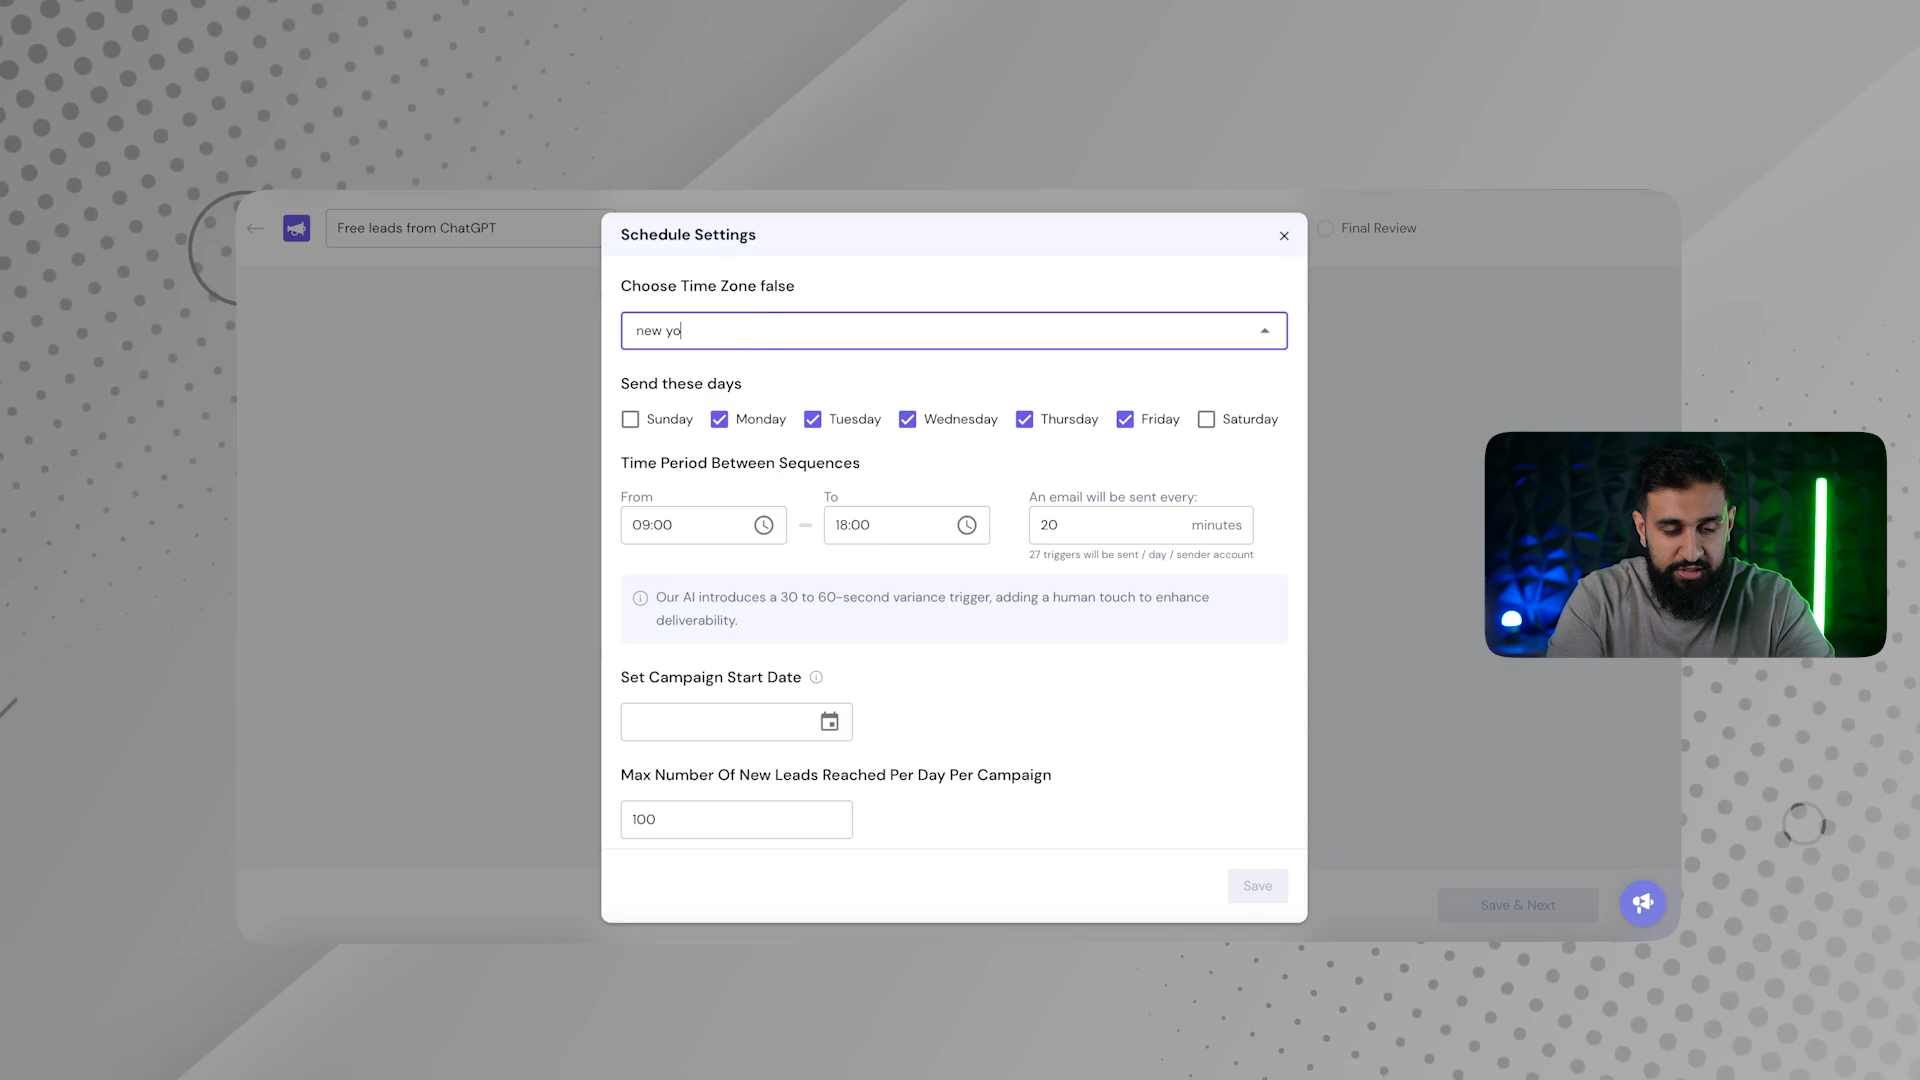 Free leads from ChatGPT
Final Review
Schedule Settings
Choose Time Zone false
new yo
Send these days
Sunday Monday Tuesday Wednesday Thursday Friday Saturday
Time Period Between Sequences
From To An email will be sent every:
09:00 18:00 20 minutes
27 triggers will be sent / day / sender account
Our AI introduces a 30 to 60-second variance trigger, adding a human touch to enhance
deliverability.
Set Campaign Start Date
Max Number Of New Leads Reached Per Day Per Campaign
100
Save
Save & Next